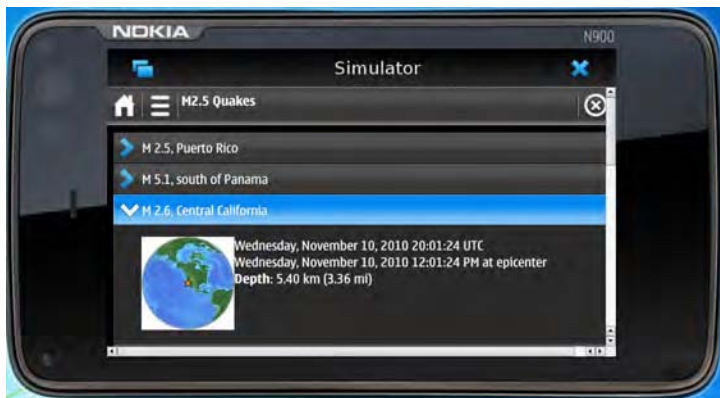 NOKIA
N900
Simulator
M2.5 Quakes
M 2.5, Puerto Rico
M 5.1, south of Panama
M 2.6, Central California
Wednesday, November 10, 2010 20:01:24 UTC
Wednesday, November 10, 2010 12:01:24 PM at epicenter
Depth: 5.40 km (3.36 mi)